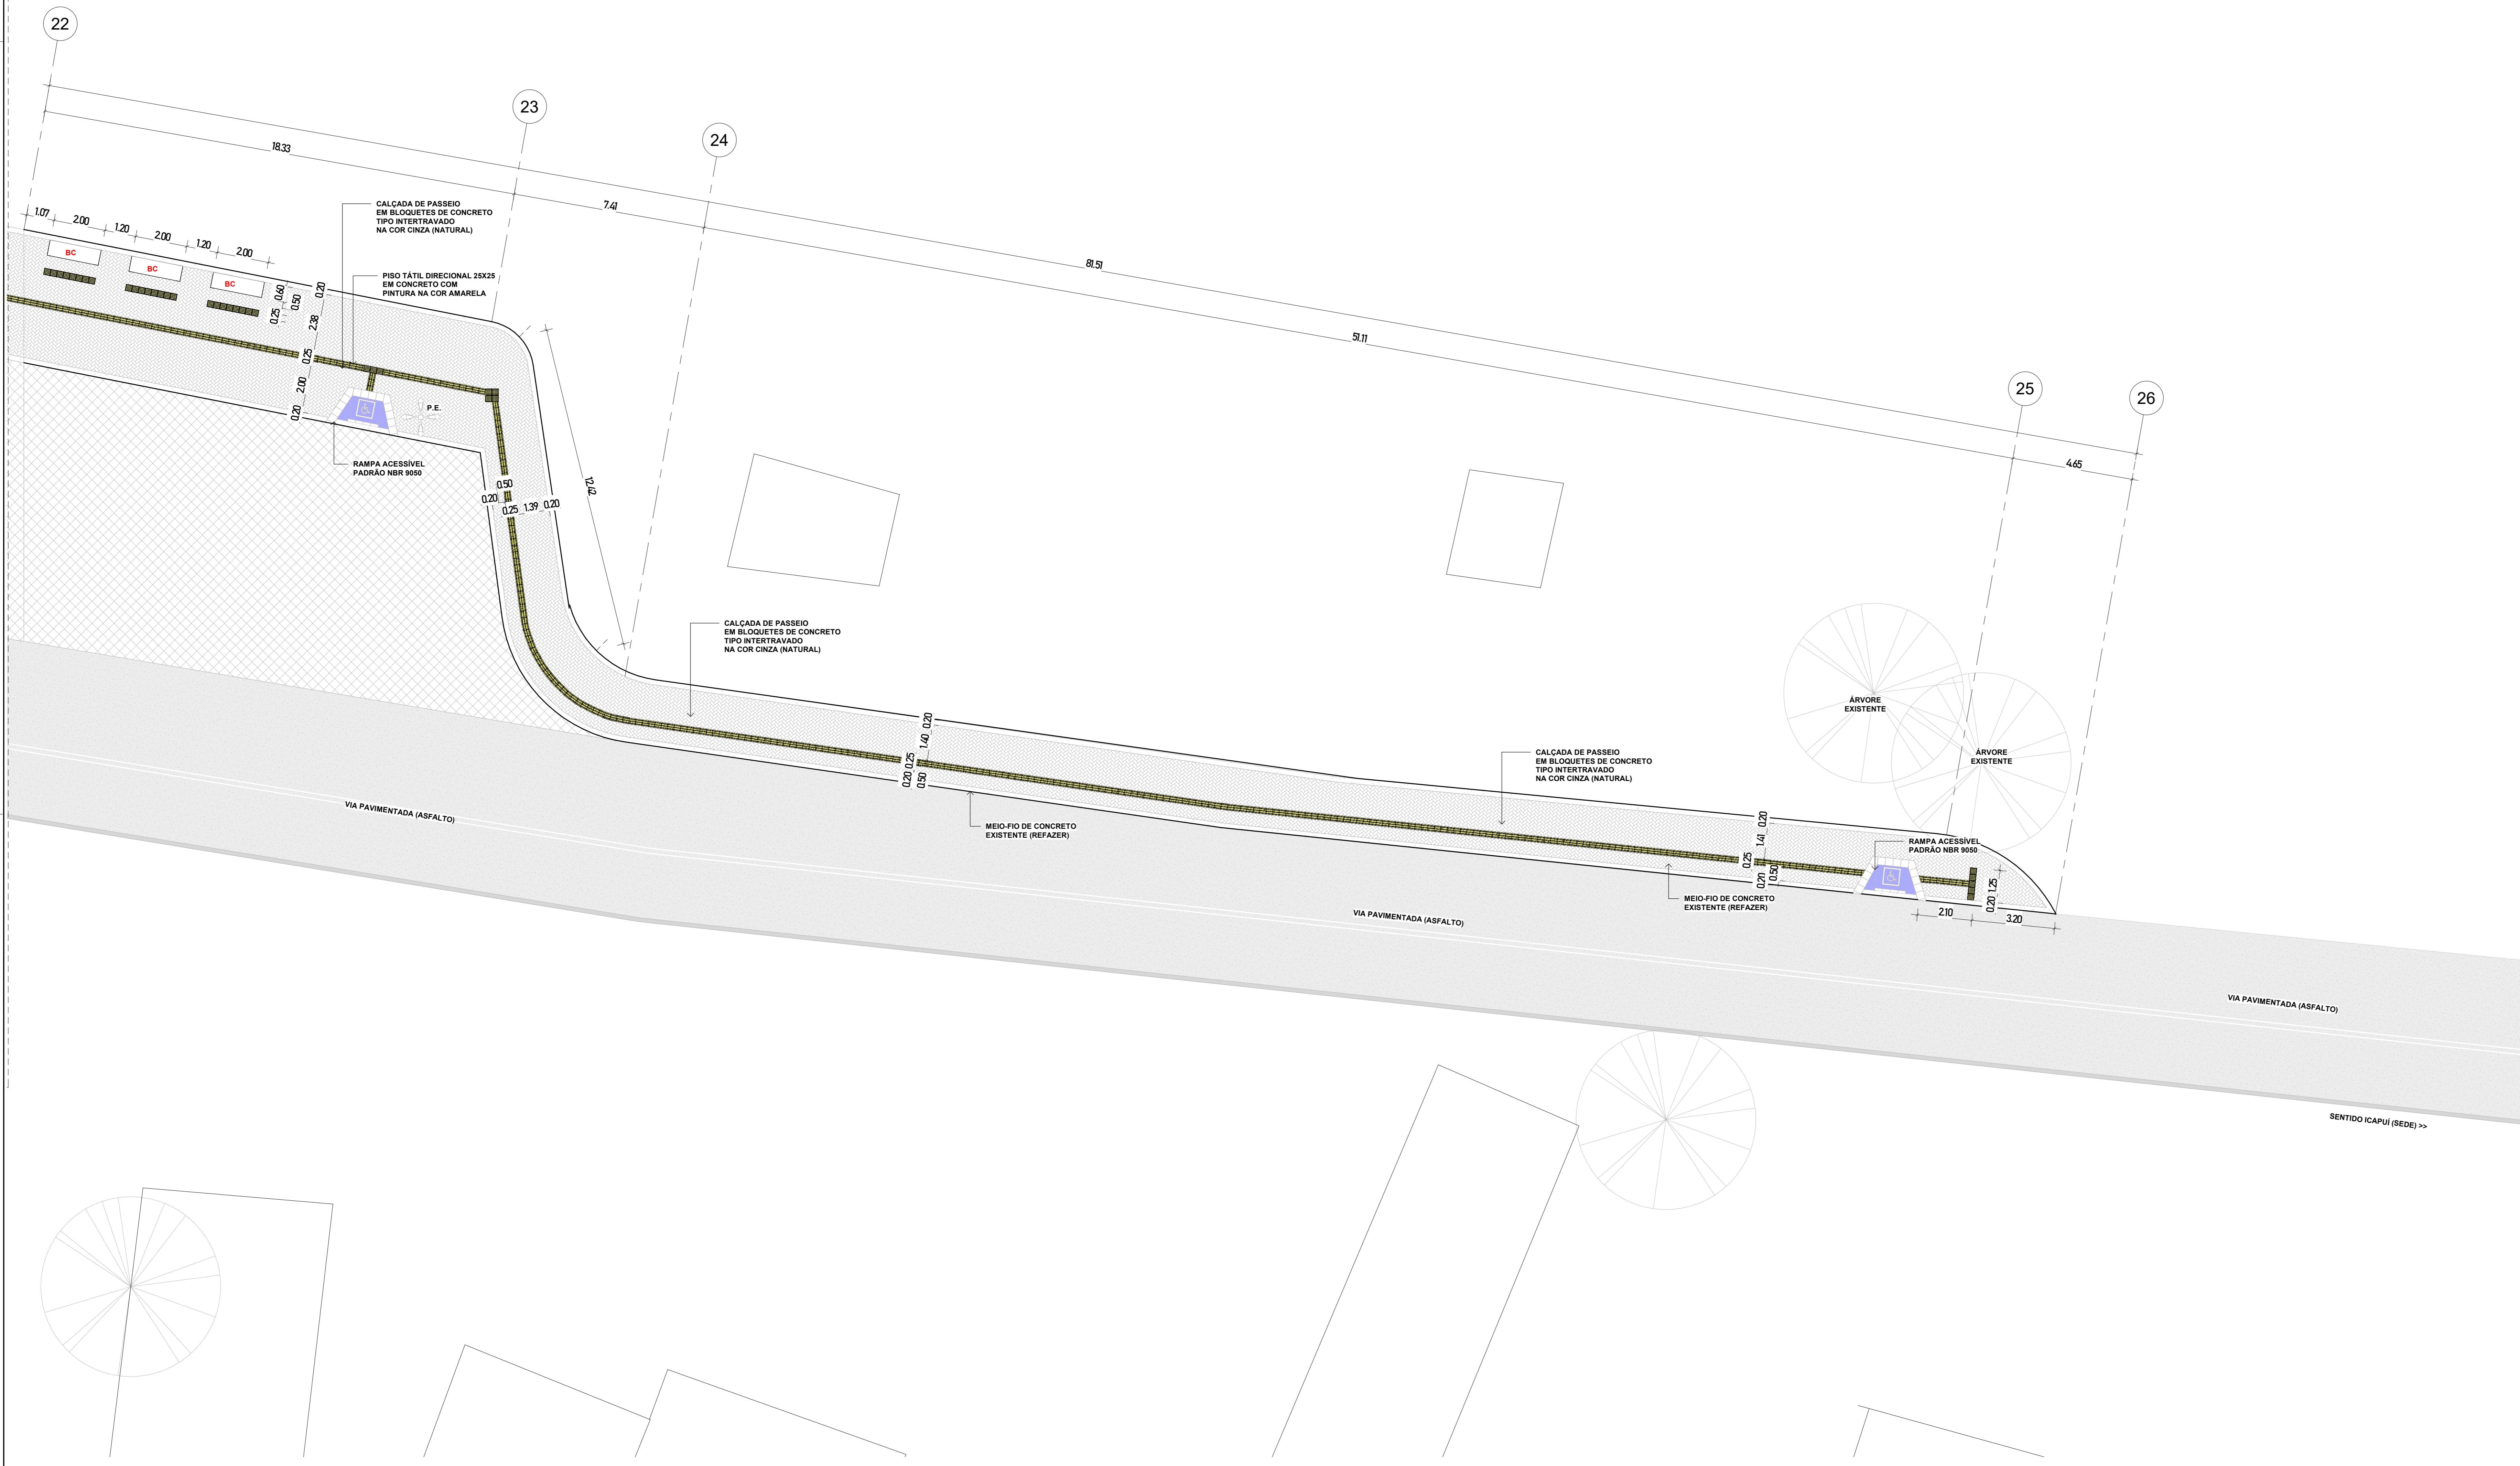 22
23
24
25
26
18.33
7.41
81.51
51.11
4.65
1.07
2.00
1.20
2.00
1.20
2.00
CALÇADA DE PASSEIO
EM BLOQUETES DE CONCRETO
TIPO INTERTRAVADO
NA COR CINZA (NATURAL)
PISO TÁTIL DIRECIONAL 25X25
EM CONCRETO COM
PINTURA NA COR AMARELA
BC
BC
BC
0.60
0.50
0.25
0.20
2.38
0.25
2.00
0.20
P.E.
RAMPA ACESSÍVEL
PADRÃO NBR 9050
12.42
0.50
0.20
0.25
1.39
0.20
CALÇADA DE PASSEIO
EM BLOQUETES DE CONCRETO
TIPO INTERTRAVADO
NA COR CINZA (NATURAL)
0.20
1.40
0.25
0.20
0.50
MEIO-FIO DE CONCRETO
EXISTENTE (REFAZER)
CALÇADA DE PASSEIO
EM BLOQUETES DE CONCRETO
TIPO INTERTRAVADO
NA COR CINZA (NATURAL)
ÁRVORE
EXISTENTE
ÁRVORE
EXISTENTE
0.20
1.41
0.25
0.20
0.50
RAMPA ACESSÍVEL
PADRÃO NBR 9050
MEIO-FIO DE CONCRETO
EXISTENTE (REFAZER)
1.25
0.20
2.10
3.20
VIA PAVIMENTADA (ASFALTO)
VIA PAVIMENTADA (ASFALTO)
VIA PAVIMENTADA (ASFALTO)
SENTIDO ICAPUÍ (SEDE) >>